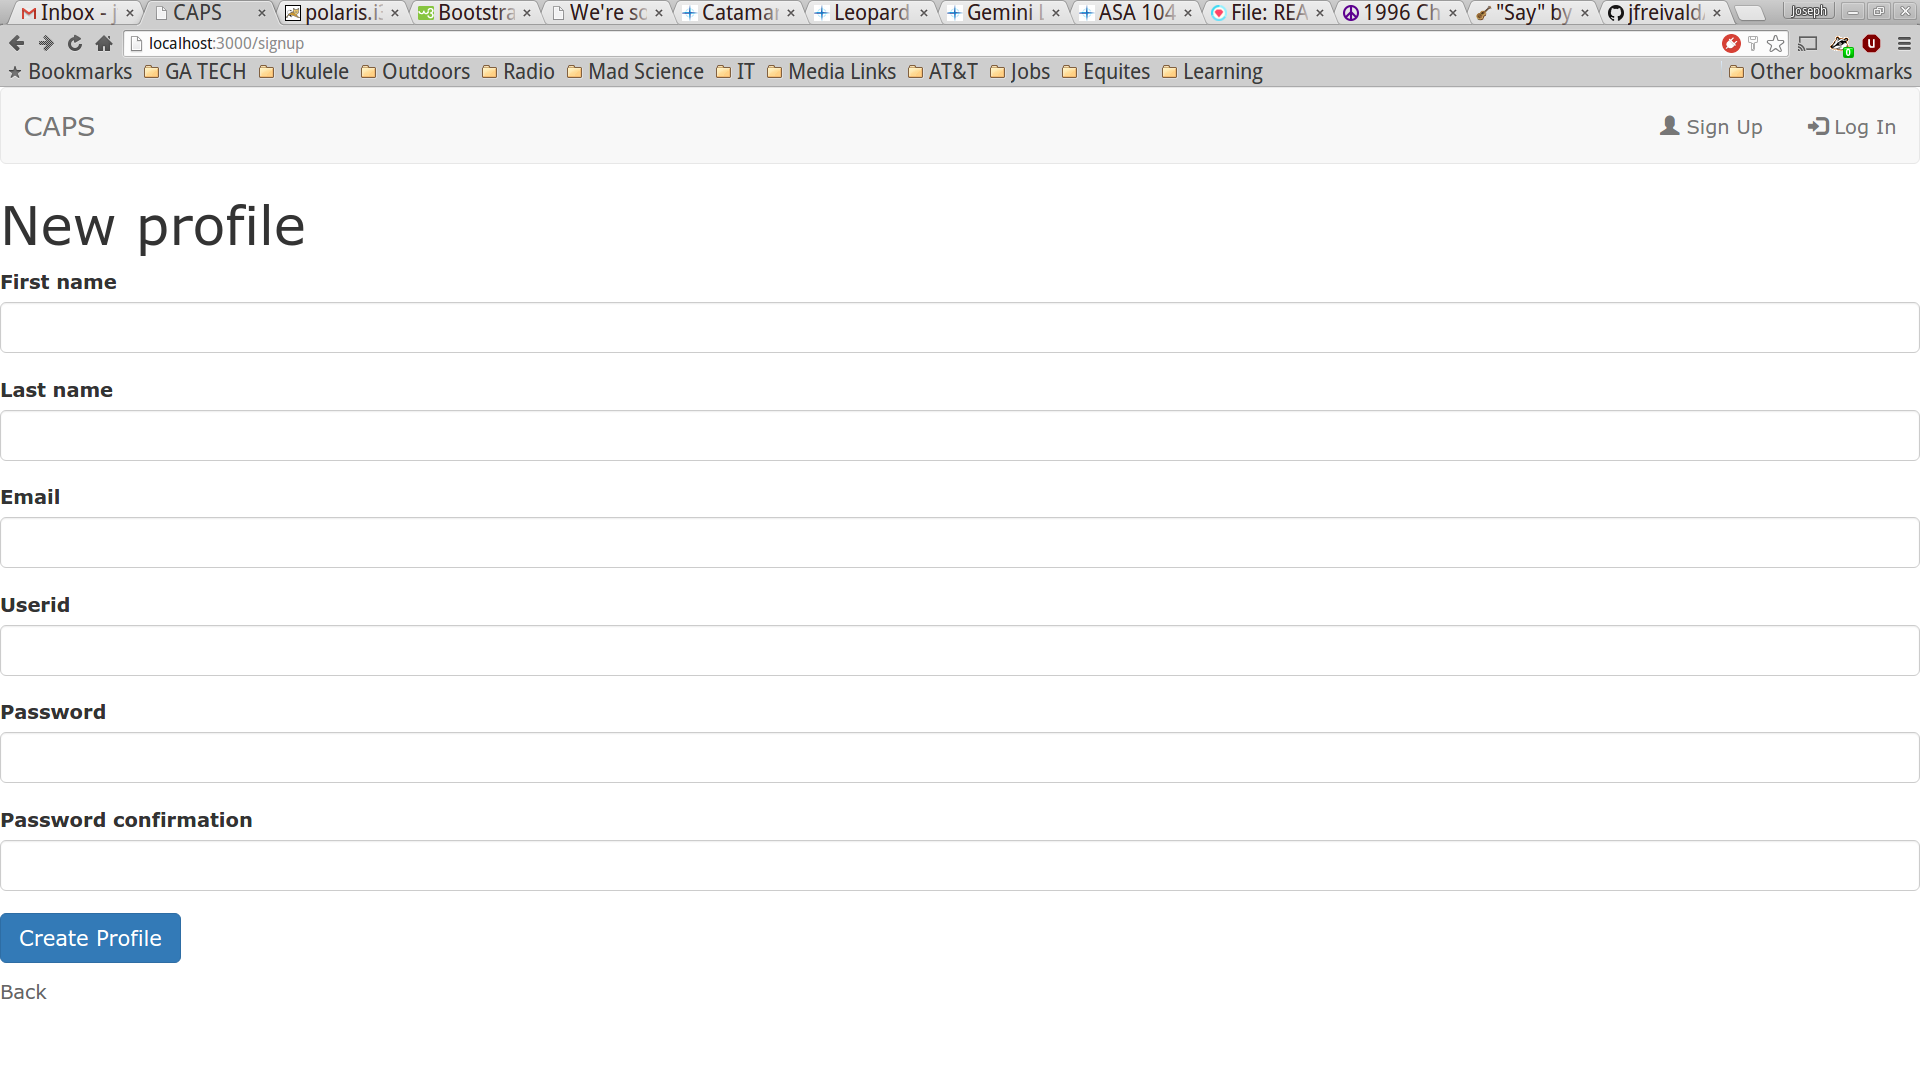 Inbox - j CAPS polaris.i Bootstra We're so Catamar Leopard Gemini L ASA 104 File: REA 1996 Ch "Say" by jfreivald Joseph
localhost:3000/signup
Bookmarks GA TECH Ukulele Outdoors Radio Mad Science IT Media Links AT&T Jobs Equites Learning Other bookmarks
CAPS Sign Up Log In
New profile
First name
Last name
Email
Userid
Password
Password confirmation
Create Profile
Back